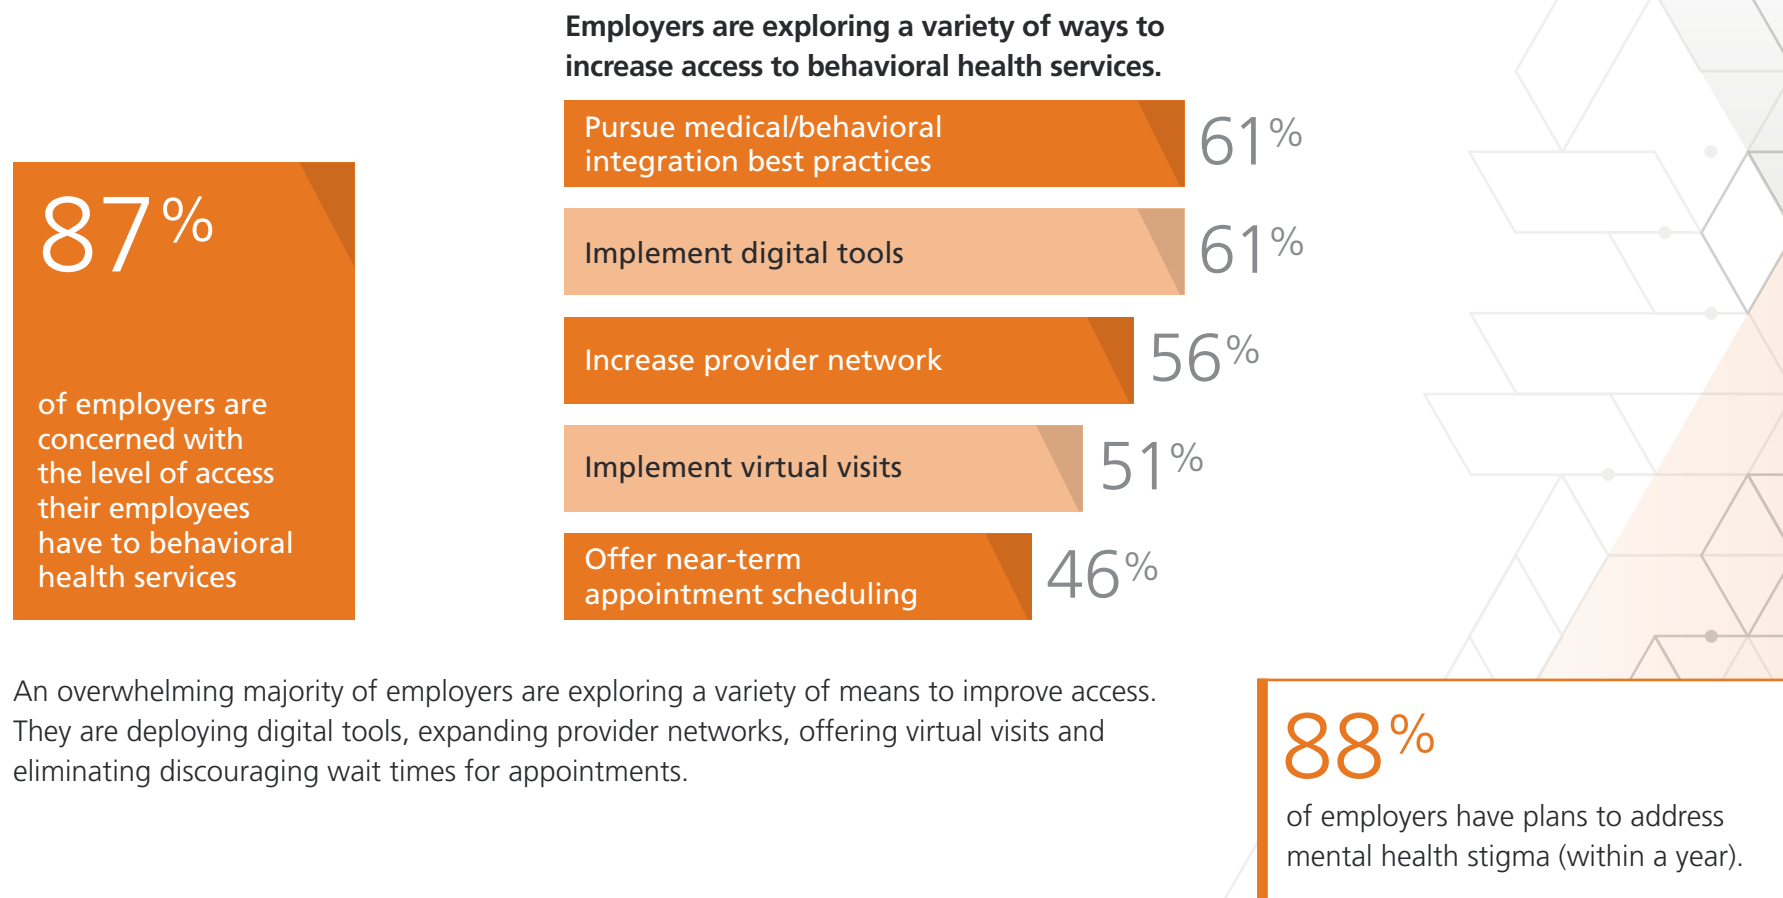 87%
of employers are
concerned with
the level of access
their employees
have to behavioral
health services
Employers are exploring a variety of ways to
increase access to behavioral health services.
Pursue medical/behavioral
integration best practices
61%
Implement digital tools
61%
Increase provider network
56%
Implement virtual visits
51%
Offer near-term
appointment scheduling
46%
An overwhelming majority of employers are exploring a variety of means to improve access.
They are deploying digital tools, expanding provider networks, offering virtual visits and
eliminating discouraging wait times for appointments.
88%
of employers have plans to address
mental health stigma (within a year).